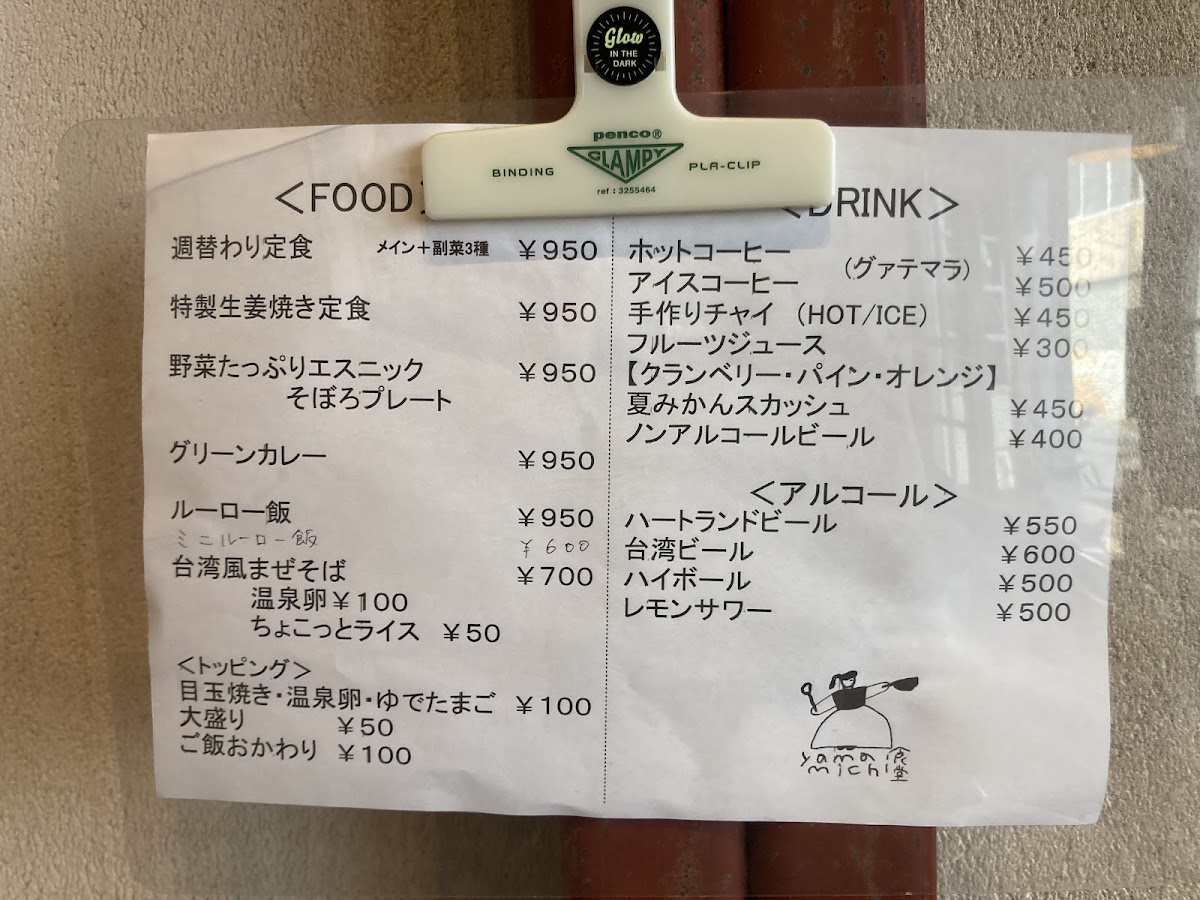 Glow
IN THE
DARK
penco®
CLAMPY
BINDING
PLA-CLIP
ref : 3255464
<FOOD
週替わり定食 メイン+副菜3種 ¥950
特製生姜焼き定食 ¥950
野菜たっぷりエスニック ¥950
そぼろプレート
グリーンカレー ¥950
ルーロー飯 ¥950
ミニルーロー飯 ¥600
台湾風まぜそば ¥700
温泉卵¥100
ちょこっとライス ¥50
<トッピング>
目玉焼き・温泉卵・ゆでたまご ¥100
大盛り ¥50
ご飯おかわり ¥100
<DRINK>
ホットコーヒー ¥450
(グァテマラ)
アイスコーヒー ¥500
手作りチャイ (HOT/ICE) ¥450
フルーツジュース ¥300
【クランベリー・パイン・オレンジ】
夏みかんスカッシュ ¥450
ノンアルコールビール ¥400
<アルコール>
ハートランドビール ¥550
台湾ビール ¥600
ハイボール ¥500
レモンサワー ¥500
yama
michi食堂